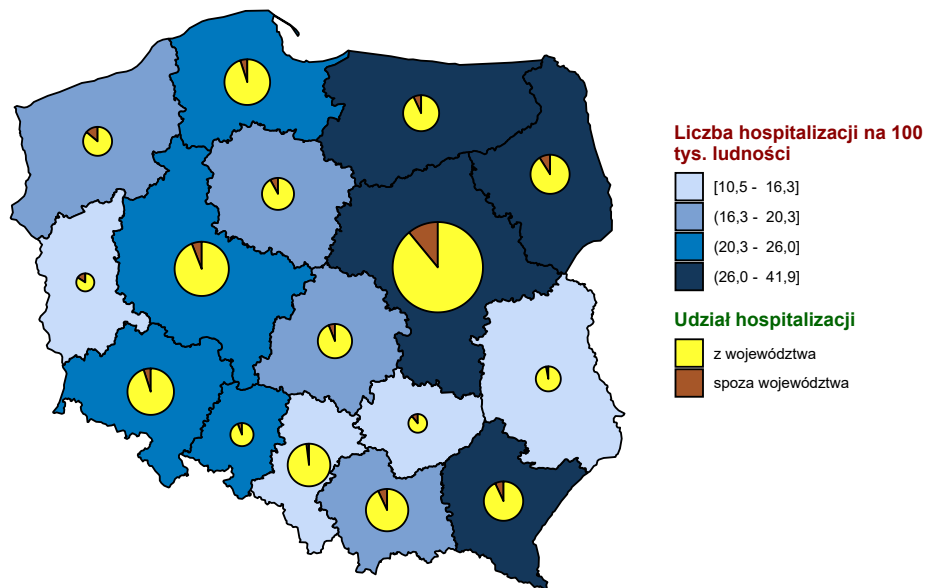 Liczba hospitalizacji na 100
tys. ludności
[10,5 - 16,3]
(16,3 - 20,3]
(20,3 - 26,0]
(26,0 - 41,9]
Udział hospitalizacji
z województwa
spoza województwa